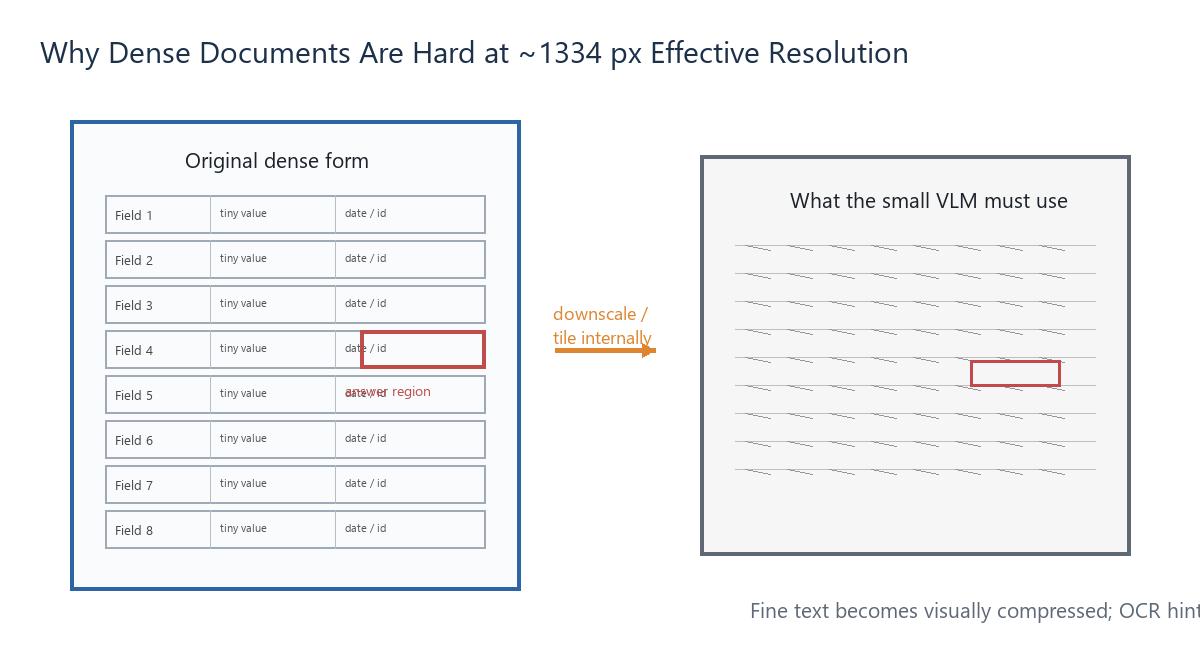 Why Dense Documents Are Hard at ~1334 px Effective Resolution
Original dense form
Field 1 tiny value date / id
Field 2 tiny value date / id
Field 3 tiny value date / id
Field 4 tiny value date / id
answer region
Field 5 tiny value date / id
Field 6 tiny value date / id
Field 7 tiny value date / id
Field 8 tiny value date / id
downscale /
tile internally
What the small VLM must use
Fine text becomes visually compressed; OCR hint